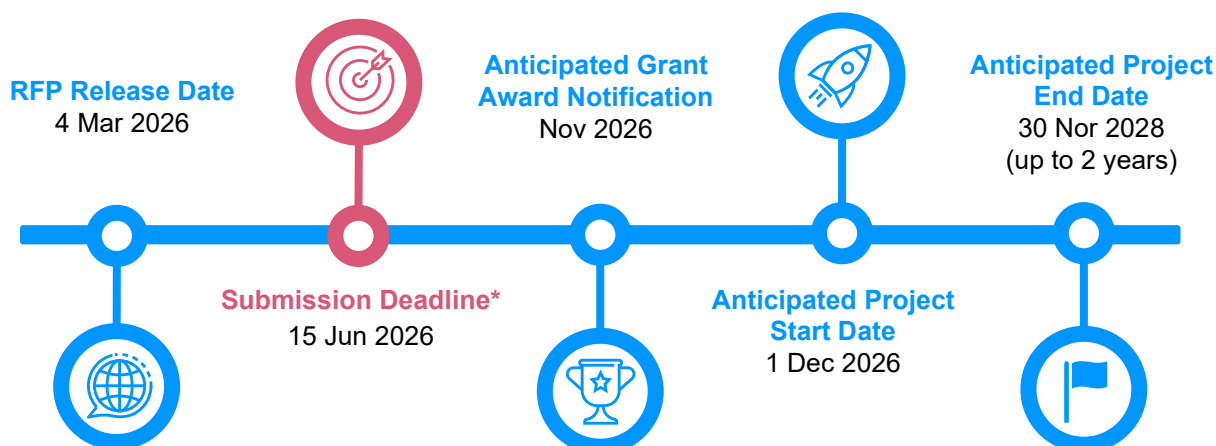 RFP Release Date
4 Mar 2026
Submission Deadline*
15 Jun 2026
Anticipated Grant
Award Notification
Nov 2026
Anticipated Project
Start Date
1 Dec 2026
Anticipated Project
End Date
30 Nor 2028
(up to 2 years)